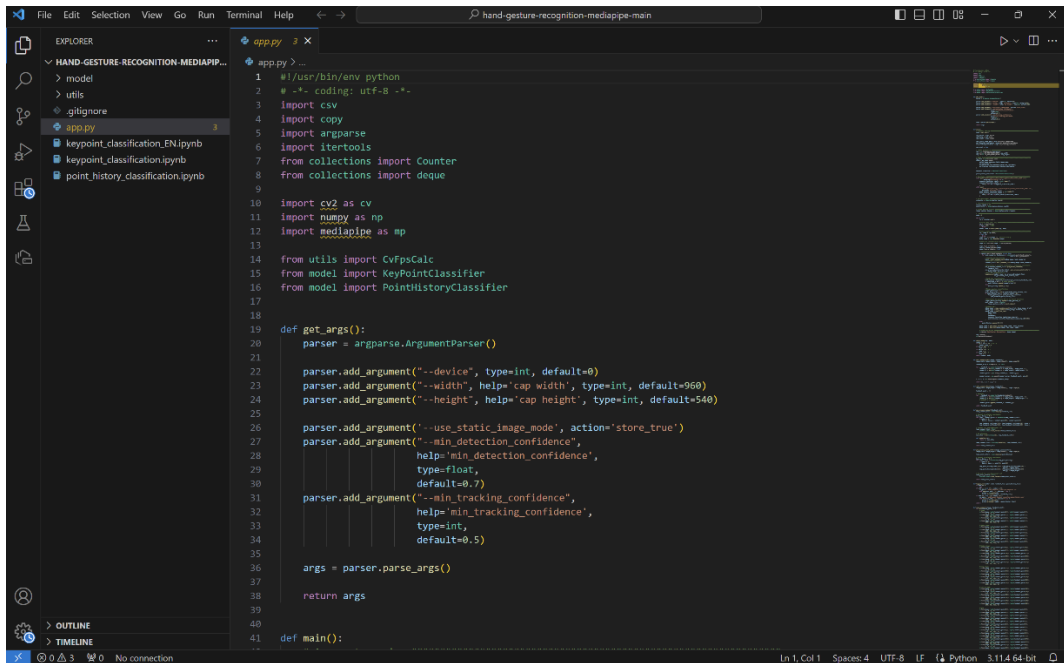 File Edit Selection View Go Run Terminal Help
hand-gesture-recognition-mediapipe-main
EXPLORER
HAND-GESTURE-RECOGNITION-MEDIAPIP...
model
utils
.gitignore
app.py 3
keypoint_classification_EN.ipynb
keypoint_classification.ipynb
point_history_classification.ipynb
OUTLINE
TIMELINE
app.py 3
app.py > ...
1 #!/usr/bin/env python
2 # -*- coding: utf-8 -*-
3 import csv
4 import copy
5 import argparse
6 import itertools
7 from collections import Counter
8 from collections import deque
9
10 import cv2 as cv
11 import numpy as np
12 import mediapipe as mp
13
14 from utils import CvFpsCalc
15 from model import KeyPointClassifier
16 from model import PointHistoryClassifier
17
18
19 def get_args():
20 parser = argparse.ArgumentParser()
21
22 parser.add_argument("--device", type=int, default=0)
23 parser.add_argument("--width", help='cap width', type=int, default=960)
24 parser.add_argument("--height", help='cap height', type=int, default=540)
25
26 parser.add_argument('--use_static_image_mode', action='store_true')
27 parser.add_argument("--min_detection_confidence",
28 help='min_detection_confidence',
29 type=float,
30 default=0.7)
31 parser.add_argument("--min_tracking_confidence",
32 help='min_tracking_confidence',
33 type=int,
34 default=0.5)
35
36 args = parser.parse_args()
37
38 return args
39
40
41 def main():
0 3 0 No connection
Ln 1, Col 1 Spaces: 4 UTF-8 LF Python 3.11.4 64-bit